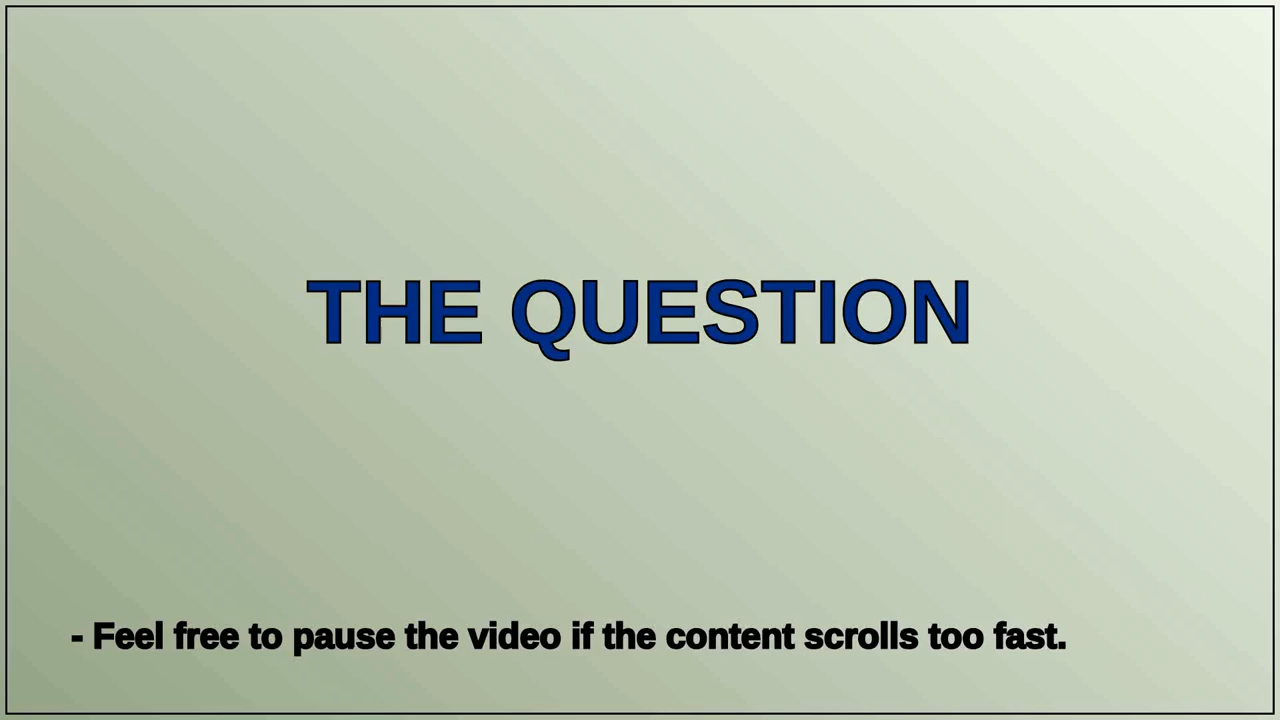 THE QUESTION
- Feel free to pause the video if the content scrolls too fast.